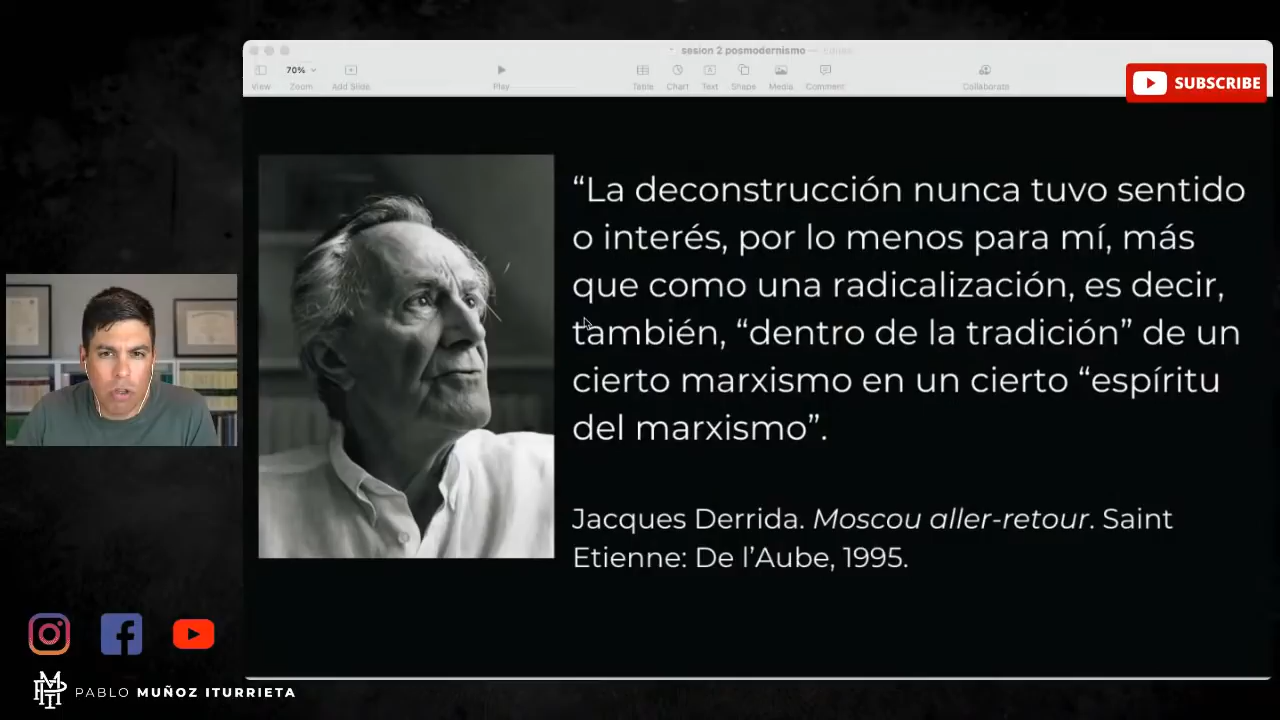 sesion 2 posmodernismo
70%
View
Zoom
Add Slide
Play
Table
Chart
Text
Shape
Media
Comment
Collaborate
SUBSCRIBE
“La deconstrucción nunca tuvo sentido
o interés, por lo menos para mí, más
que como una radicalización, es decir,
también, “dentro de la tradición” de un
cierto marxismo en un cierto “espíritu
del marxismo”.
Jacques Derrida. Moscou aller-retour. Saint
Etienne: De l’Aube, 1995.
PABLO MUÑOZ ITURRIETA